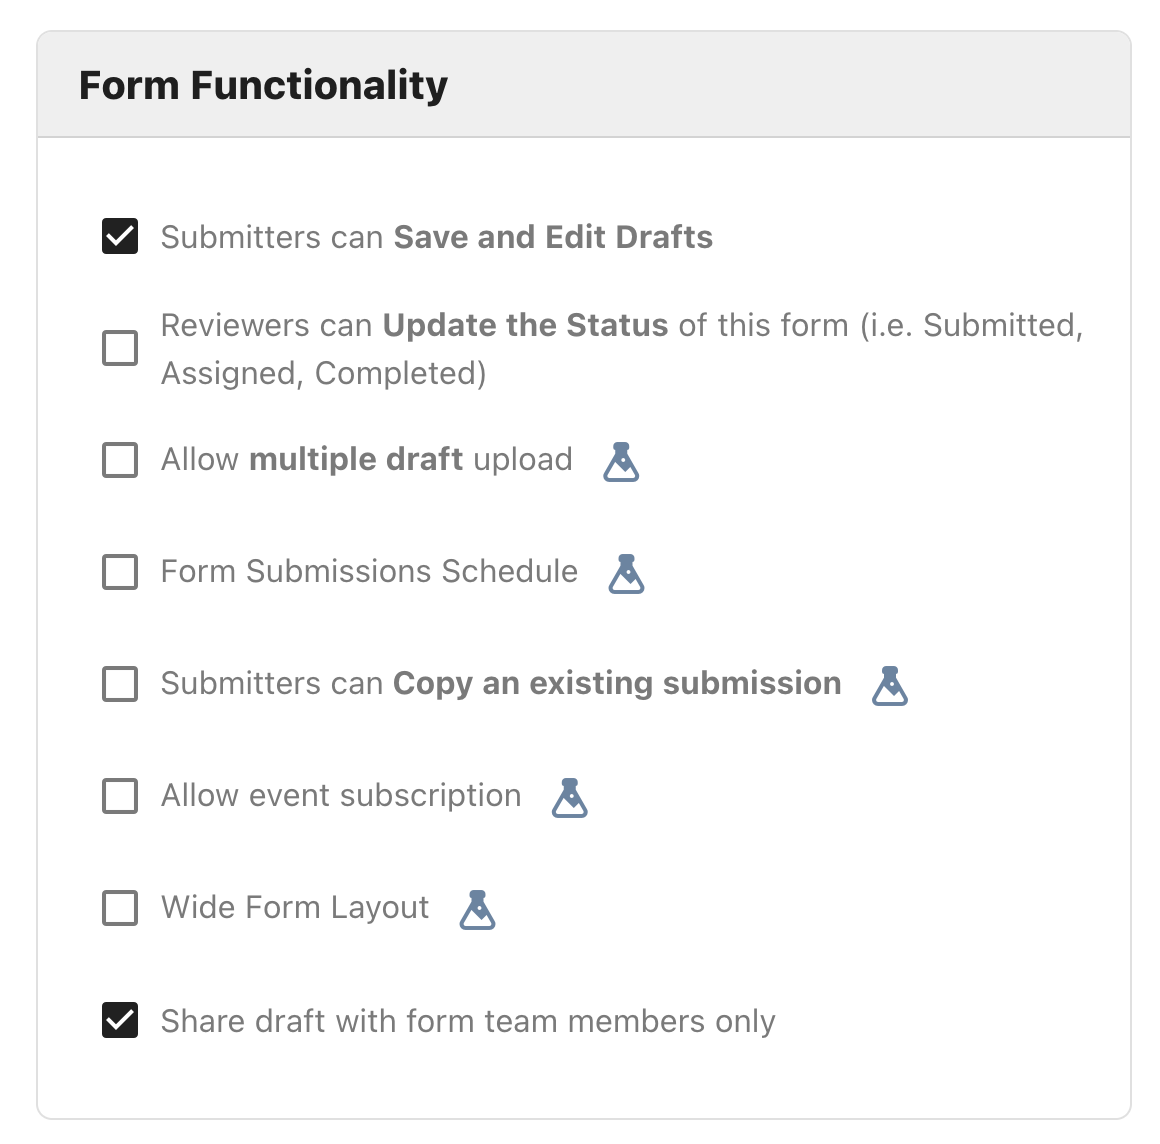 Form Functionality
Submitters can Save and Edit Drafts
Reviewers can Update the Status of this form (i.e. Submitted,
Assigned, Completed)
Allow multiple draft upload
Form Submissions Schedule
Submitters can Copy an existing submission
Allow event subscription
Wide Form Layout
Share draft with form team members only